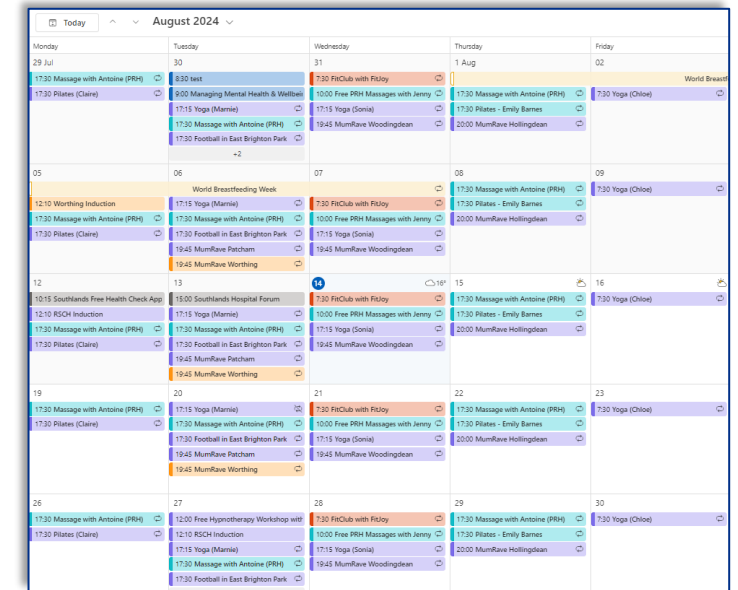 Today August 2024
Monday Tuesday Wednesday Thursday Friday
29 Jul 30 31 1 Aug 02
17:30 Massage with Antoine (PRH) 8:30 test 7:30 FitClub with FitJoy World Breastf
17:30 Pilates (Claire) 9:00 Managing Mental Health & Wellbein 10:00 Free PRH Massages with Jenny 17:30 Massage with Antoine (PRH) 7:30 Yoga (Chloe)
17:15 Yoga (Marnie) 17:15 Yoga (Sonia) 17:30 Pilates - Emily Barnes
17:30 Massage with Antoine (PRH) 19:45 MumRave Woodingdean 20:00 MumRave Hollingdean
17:30 Football in East Brighton Park
+2
05 06 07 08 09
World Breastfeeding Week 17:30 Massage with Antoine (PRH) 7:30 Yoga (Chloe)
12:10 Worthing Induction 17:15 Yoga (Marnie) 7:30 FitClub with FitJoy 17:30 Pilates - Emily Barnes
17:30 Massage with Antoine (PRH) 17:30 Massage with Antoine (PRH) 10:00 Free PRH Massages with Jenny 20:00 MumRave Hollingdean
17:30 Pilates (Claire) 17:30 Football in East Brighton Park 17:15 Yoga (Sonia)
19:45 MumRave Patcham 19:45 MumRave Woodingdean
19:45 MumRave Worthing
12 13 14 16° 15 16
10:15 Southlands Free Health Check App 15:00 Southlands Hospital Forum 7:30 FitClub with FitJoy 17:30 Massage with Antoine (PRH) 7:30 Yoga (Chloe)
12:10 RSCH Induction 17:15 Yoga (Marnie) 10:00 Free PRH Massages with Jenny 17:30 Pilates - Emily Barnes
17:30 Massage with Antoine (PRH) 17:30 Massage with Antoine (PRH) 17:15 Yoga (Sonia) 20:00 MumRave Hollingdean
17:30 Pilates (Claire) 17:30 Football in East Brighton Park 19:45 MumRave Woodingdean
19:45 MumRave Patcham
19:45 MumRave Worthing
19 20 21 22 23
17:30 Massage with Antoine (PRH) 17:15 Yoga (Marnie) 7:30 FitClub with FitJoy 17:30 Massage with Antoine (PRH) 7:30 Yoga (Chloe)
17:30 Pilates (Claire) 17:30 Massage with Antoine (PRH) 10:00 Free PRH Massages with Jenny 17:30 Pilates - Emily Barnes
17:30 Football in East Brighton Park 17:15 Yoga (Sonia) 20:00 MumRave Hollingdean
19:45 MumRave Patcham 19:45 MumRave Woodingdean
19:45 MumRave Worthing
26 27 28 29 30
17:30 Massage with Antoine (PRH) 12:00 Free Hypnotherapy Workshop with 7:30 FitClub with FitJoy 17:30 Massage with Antoine (PRH) 7:30 Yoga (Chloe)
17:30 Pilates (Claire) 12:10 RSCH Induction 10:00 Free PRH Massages with Jenny 17:30 Pilates - Emily Barnes
17:15 Yoga (Marnie) 17:15 Yoga (Sonia) 20:00 MumRave Hollingdean
17:30 Massage with Antoine (PRH) 19:45 MumRave Woodingdean
17:30 Football in East Brighton Park